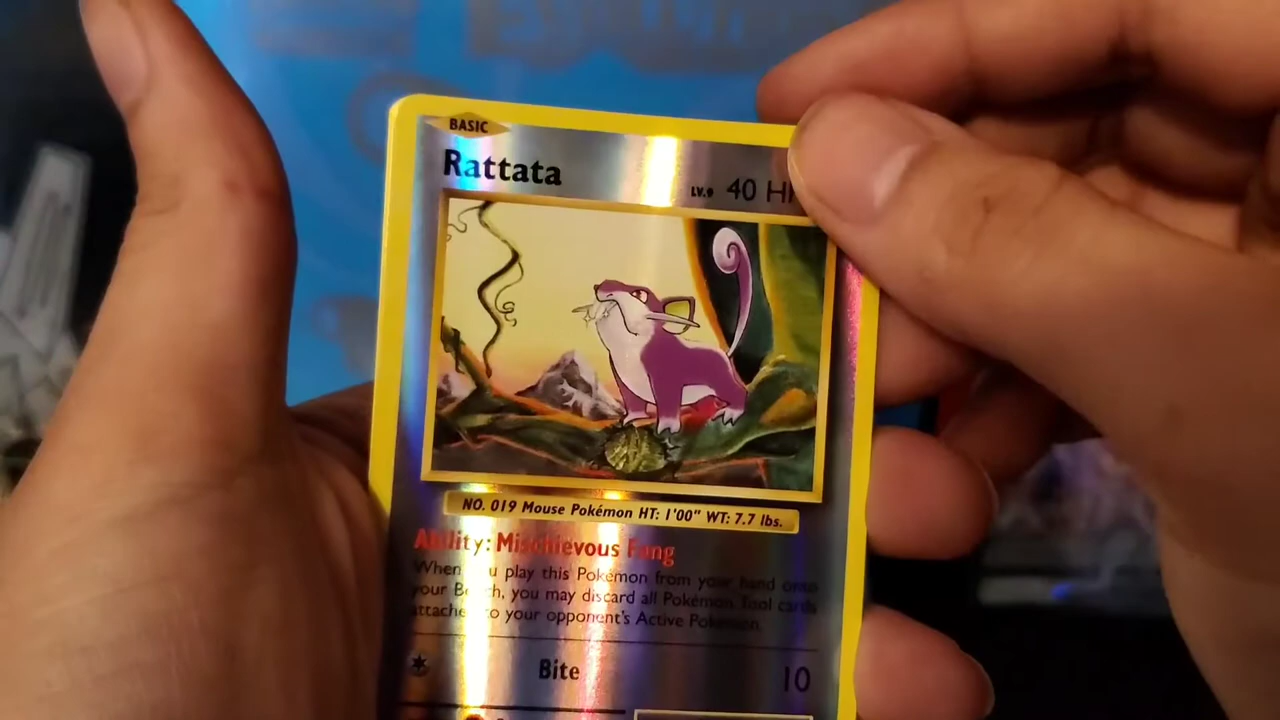 BASIC
Rattata
LV.9 40
NO. 019 Mouse Pokémon HT: 1'00" WT: 7.7 lbs.
Ability: Mischievous Fang
When you play this Pokémon from your hand onto
your Bench, you may discard all Pokémon Tool cards
attached to your opponent's Active Pokémon.
Bite 10